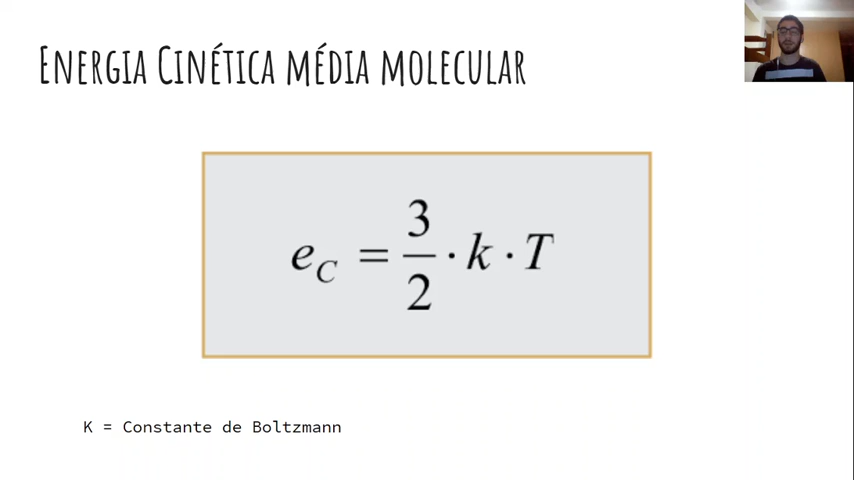 Energia Cinética média molecular
e_C = 3/2 · k · T
K = Constante de Boltzmann